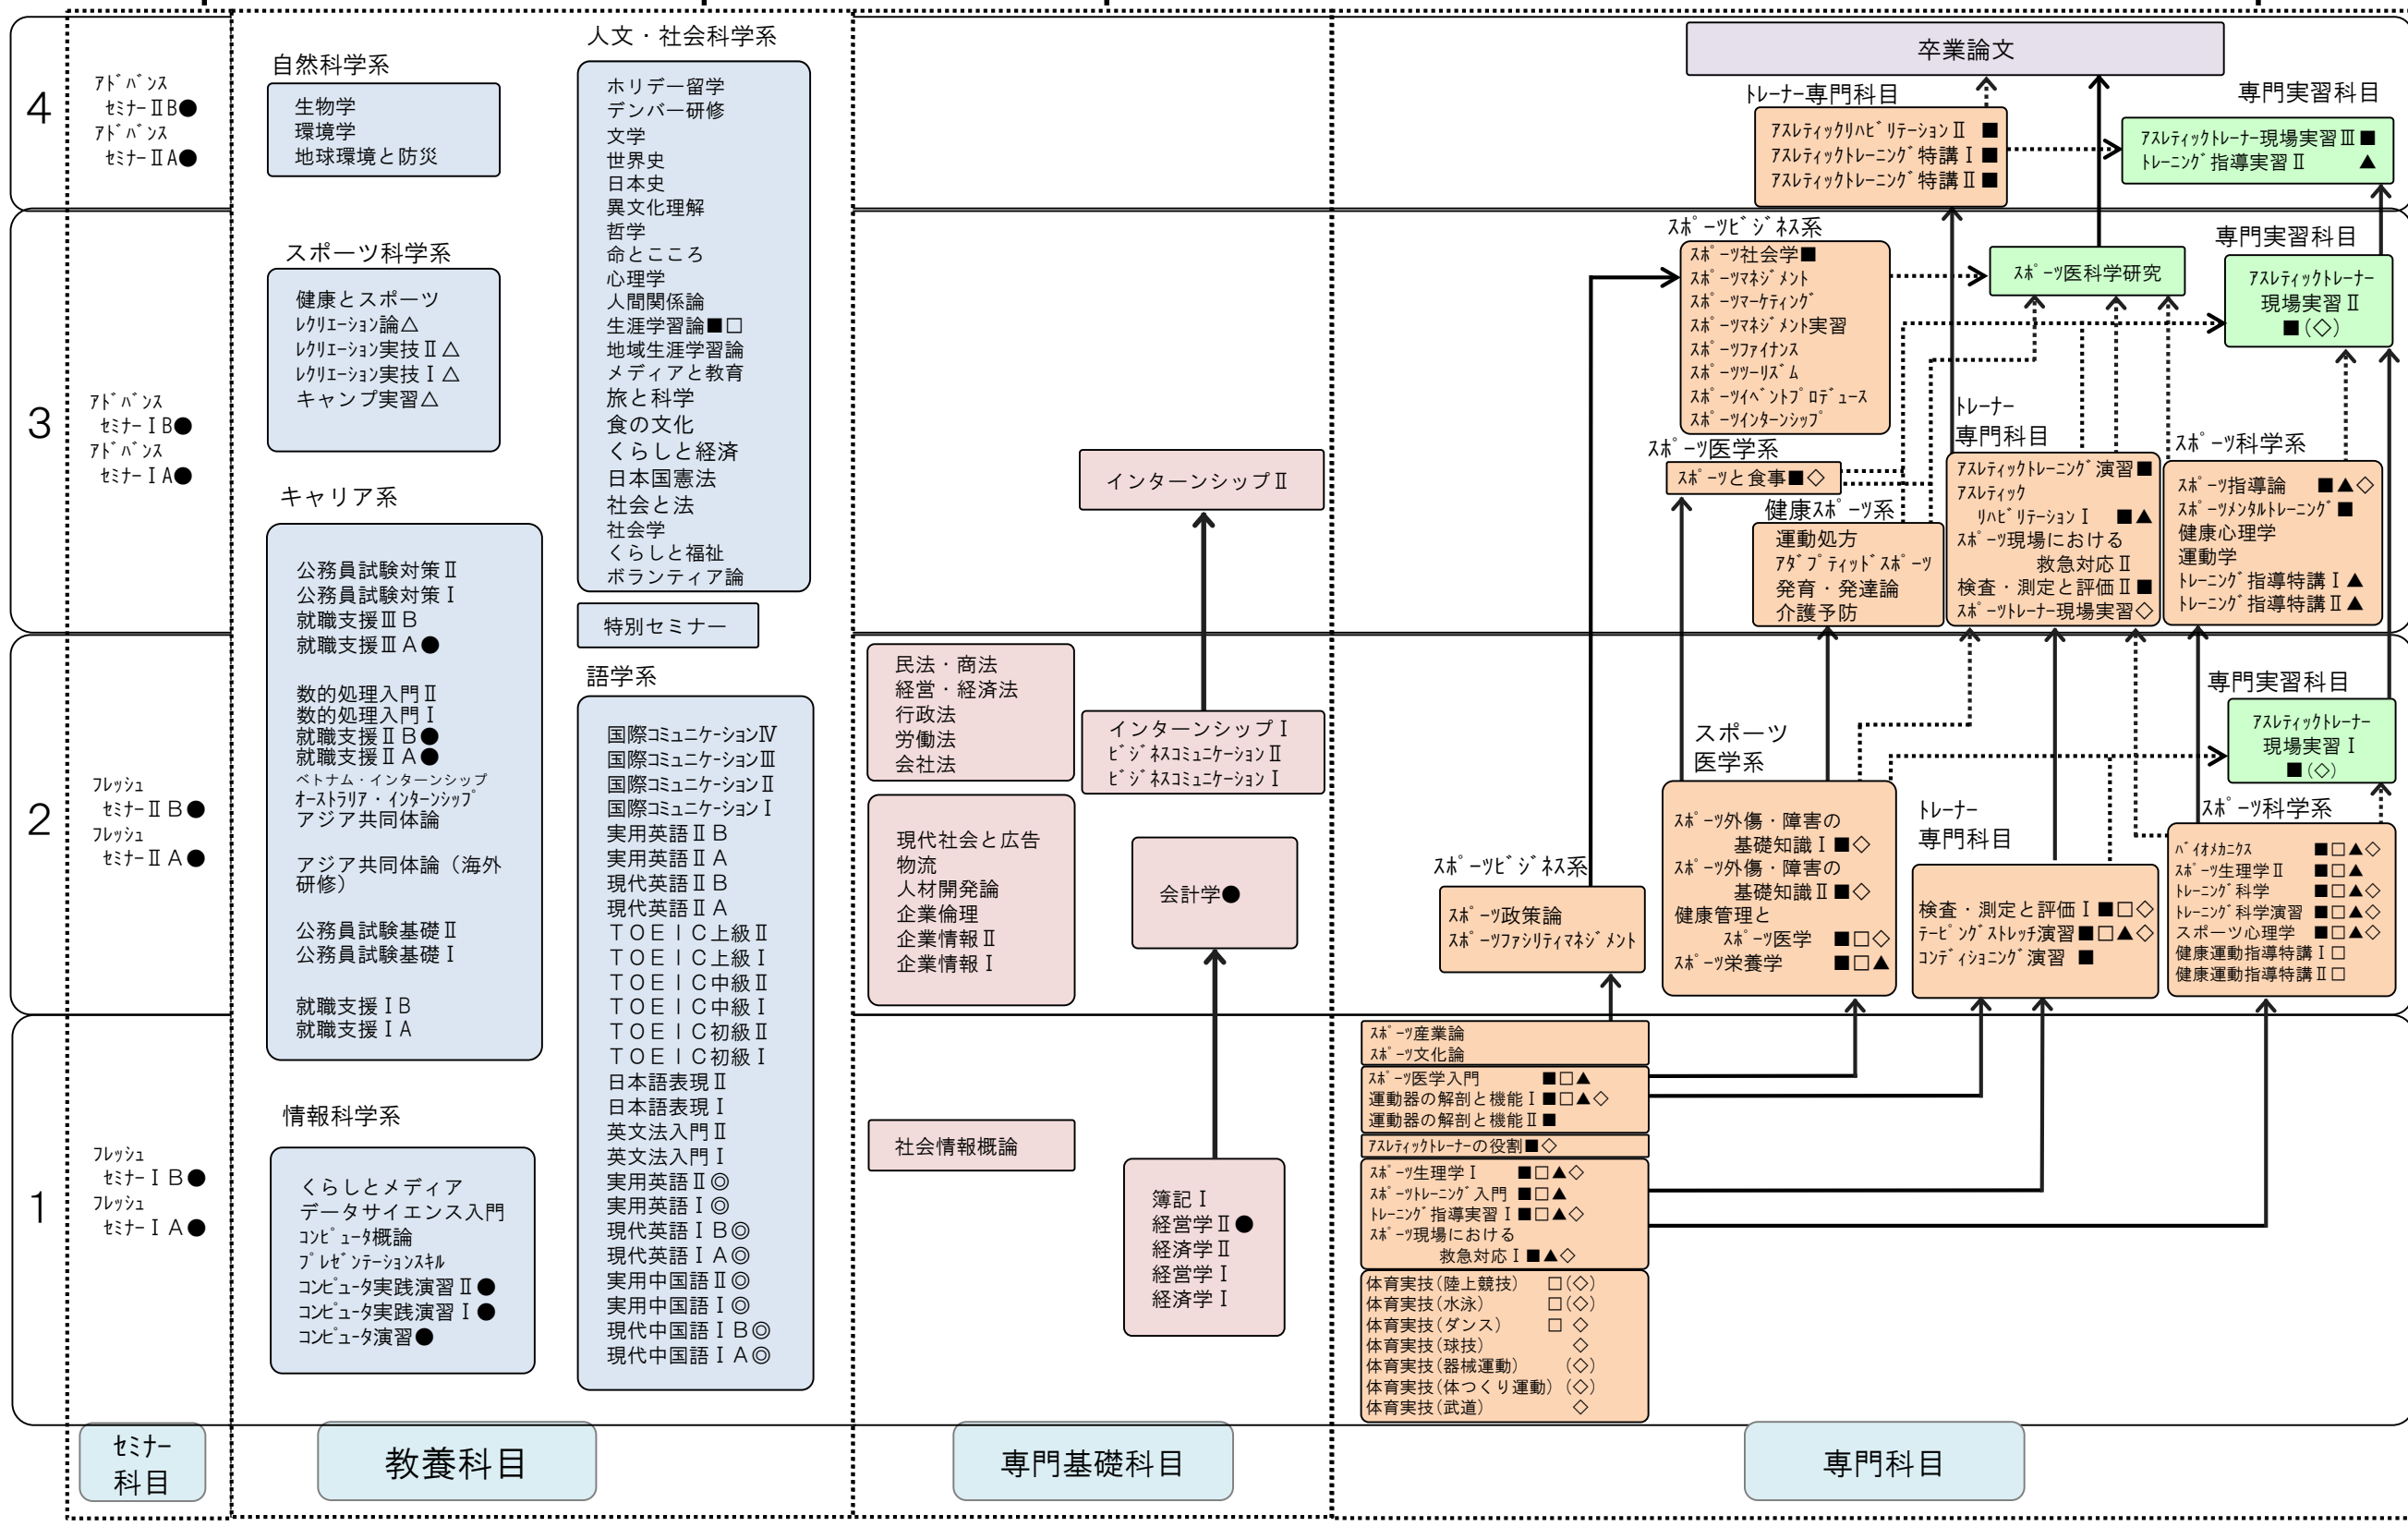 4
アドバンス
セミナーⅡB●
アドバンス
セミナーⅡA●
3
アドバンス
セミナーⅠB●
アドバンス
セミナーⅠA●
2
フレッシュ
セミナーⅡB●
フレッシュ
セミナーⅡA●
1
フレッシュ
セミナーⅠB●
フレッシュ
セミナーⅠA●
セミナー
科目
自然科学系
生物学
環境学
地球環境と防災
スポーツ科学系
健康とスポーツ
レクリエーション論△
レクリエーション実技Ⅱ△
レクリエーション実技Ⅰ△
キャンプ実習△
キャリア系
公務員試験対策Ⅱ
公務員試験対策Ⅰ
就職支援ⅢB
就職支援ⅢA●
数的処理入門Ⅱ
数的処理入門Ⅰ
就職支援ⅡB●
就職支援ⅡA●
ベトナム・インターンシップ
オーストラリア・インターンシップ
アジア共同体論
アジア共同体論（海外
研修）
公務員試験基礎Ⅱ
公務員試験基礎Ⅰ
就職支援ⅠB
就職支援ⅠA
情報科学系
くらしとメディア
データサイエンス入門
コンピュータ概論
プレゼンテーションスキル
コンピュータ実践演習Ⅱ●
コンピュータ実践演習Ⅰ●
コンピュータ演習●
人文・社会科学系
ホリデー留学
デンバー研修
文学
世界史
日本史
異文化理解
哲学
命とこころ
心理学
人間関係論
生涯学習論■□
地域生涯学習論
メディアと教育
旅と科学
食の文化
くらしと経済
日本国憲法
社会と法
社会学
くらしと福祉
ボランティア論
特別セミナー
語学系
国際コミュニケーションⅣ
国際コミュニケーションⅢ
国際コミュニケーションⅡ
国際コミュニケーションⅠ
実用英語ⅡB
実用英語ⅡA
現代英語ⅡB
現代英語ⅡA
ＴＯＥＩＣ上級Ⅱ
ＴＯＥＩＣ上級Ⅰ
ＴＯＥＩＣ中級Ⅱ
ＴＯＥＩＣ中級Ⅰ
ＴＯＥＩＣ初級Ⅱ
ＴＯＥＩＣ初級Ⅰ
日本語表現Ⅱ
日本語表現Ⅰ
英文法入門Ⅱ
英文法入門Ⅰ
実用英語Ⅱ◎
実用英語Ⅰ◎
現代英語ⅠB◎
現代英語ⅠA◎
実用中国語Ⅱ◎
実用中国語Ⅰ◎
現代中国語ⅠB◎
現代中国語ⅠA◎
教養科目
インターンシップⅡ
民法・商法
経営・経済法
行政法
労働法
会社法
インターンシップⅠ
ビジネスコミュニケーションⅡ
ビジネスコミュニケーションⅠ
現代社会と広告
物流
人材開発論
企業倫理
企業情報Ⅱ
企業情報Ⅰ
会計学●
社会情報概論
簿記Ⅰ
経営学Ⅱ●
経済学Ⅱ
経営学Ⅰ
経済学Ⅰ
専門基礎科目
卒業論文
トレーナー専門科目
アスレティックリハビリテーションⅡ ■
アスレティックトレーニング特講Ⅰ ■
アスレティックトレーニング特講Ⅱ ■
専門実習科目
アスレティックトレーナー現場実習Ⅲ■
トレーニング指導実習Ⅱ ▲
スポーツビジネス系
スポーツ社会学■
スポーツマネジメント
スポーツマーケティング
スポーツマネジメント実習
スポーツファイナンス
スポーツツーリズム
スポーツイベントプロデュース
スポーツインターンシップ
スポーツ医科学研究
専門実習科目
アスレティックトレーナー
現場実習Ⅱ
■(◇)
スポーツ医学系
スポーツと食事■◇
健康スポーツ系
運動処方
アダプティッドスポーツ
発育・発達論
介護予防
トレーナー
専門科目
アスレティックトレーニング演習■
アスレティック
リハビリテーションⅠ ■▲
スポーツ現場における
救急対応Ⅱ
検査・測定と評価Ⅱ■
スポーツトレーナー現場実習◇
スポーツ科学系
スポーツ指導論 ■▲◇
スポーツメンタルトレーニング■
健康心理学
運動学
トレーニング指導特講Ⅰ▲
トレーニング指導特講Ⅱ▲
スポーツビジネス系
スポーツ政策論
スポーツファシリティマネジメント
スポーツ
医学系
スポーツ外傷・障害の
基礎知識Ⅰ■◇
スポーツ外傷・障害の
基礎知識Ⅱ■◇
健康管理と
スポーツ医学 ■□◇
スポーツ栄養学 ■□▲
トレーナー
専門科目
検査・測定と評価Ⅰ■□◇
テーピングストレッチ演習■□▲◇
コンディショニング演習 ■
専門実習科目
アスレティックトレーナー
現場実習Ⅰ
■(◇)
スポーツ科学系
バイオメカニクス ■□▲◇
スポーツ生理学Ⅱ ■□▲
トレーニング科学 ■□▲◇
トレーニング科学演習 ■□▲◇
スポーツ心理学 ■□▲◇
健康運動指導特講Ⅰ□
健康運動指導特講Ⅱ□
スポーツ産業論
スポーツ文化論
スポーツ医学入門 ■□▲
運動器の解剖と機能Ⅰ■□▲◇
運動器の解剖と機能Ⅱ■
アスレティックトレーナーの役割■◇
スポーツ生理学Ⅰ ■□▲◇
スポーツトレーニング入門 ■□▲
トレーニング指導実習Ⅰ■□▲◇
スポーツ現場における
救急対応Ⅰ■▲◇
体育実技(陸上競技) □(◇)
体育実技(水泳) □(◇)
体育実技(ダンス) □ ◇
体育実技(球技) ◇
体育実技(器械運動) (◇)
体育実技(体つくり運動) (◇)
体育実技(武道) ◇
専門科目